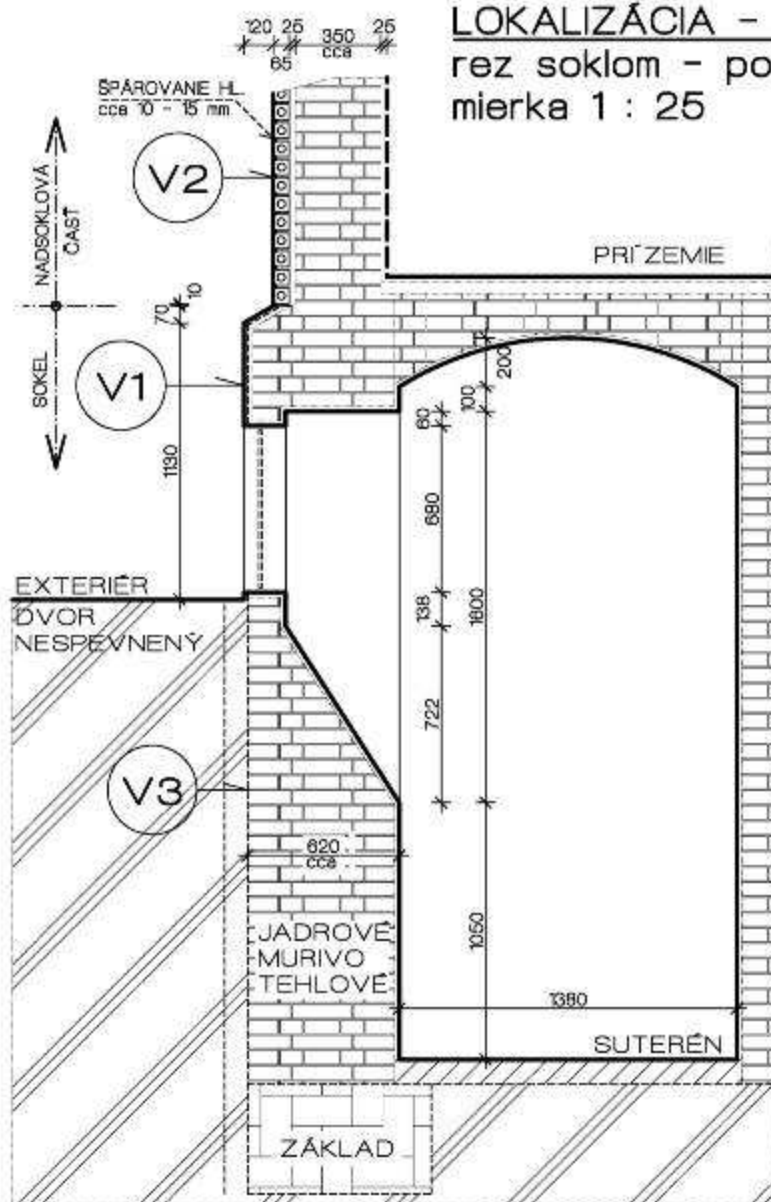 LOKALIZÁCIA -
rez soklom - po
mierka 1 : 25
120 25 350 25
cca
65
ŠPÁROVANIE HL.
cca 10 - 15 mm
V2
NADSOKLOVÁ
ČASŤ
PRÍZEMIE
10
70
SOKEL
V1
200
100
60
1130
680
EXTERIÉR
DVOR
NESPEVNENÝ
138
1600
722
V3
620
cca
JADROVÉ
MURIVO
TEHLOVÉ
1050
1380
SUTERÉN
ZÁKLAD